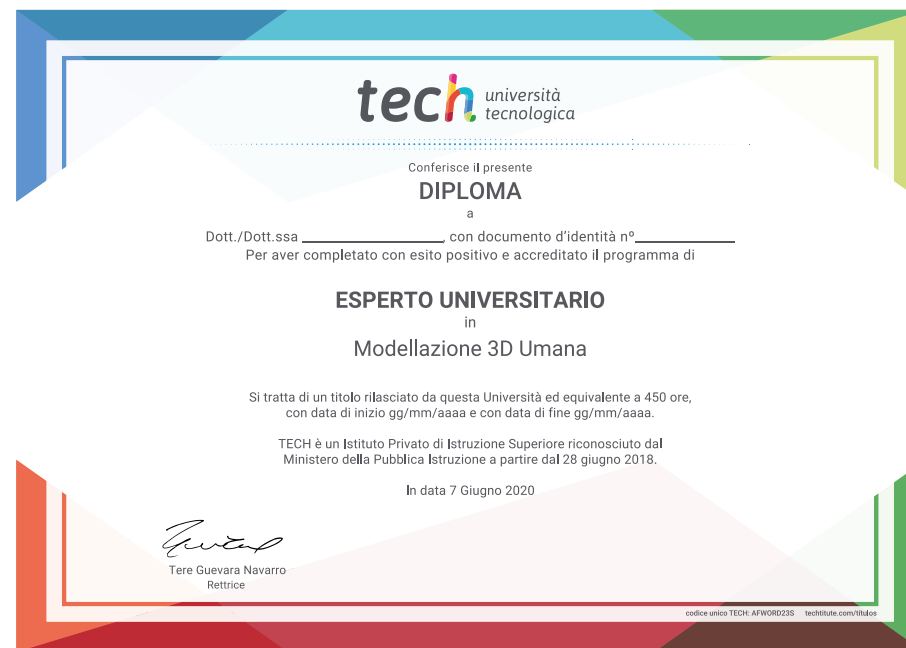 tech università
tecnologica
Conferisce il presente
DIPLOMA
a
Dott./Dott.ssa ____________, con documento d'identità nº_________
Per aver completato con esito positivo e accreditato il programma di
ESPERTO UNIVERSITARIO
in
Modellazione 3D Umana
Si tratta di un titolo rilasciato da questa Università ed equivalente a 450 ore,
con data di inizio gg/mm/aaaa e con data di fine gg/mm/aaaa.
TECH è un Istituto Privato di Istruzione Superiore riconosciuto dal
Ministero della Pubblica Istruzione a partire dal 28 giugno 2018.
In data 7 Giugno 2020
Tere Guevara Navarro
Rettrice
codice unico TECH: AFWORD23S techtitute.com/titulos